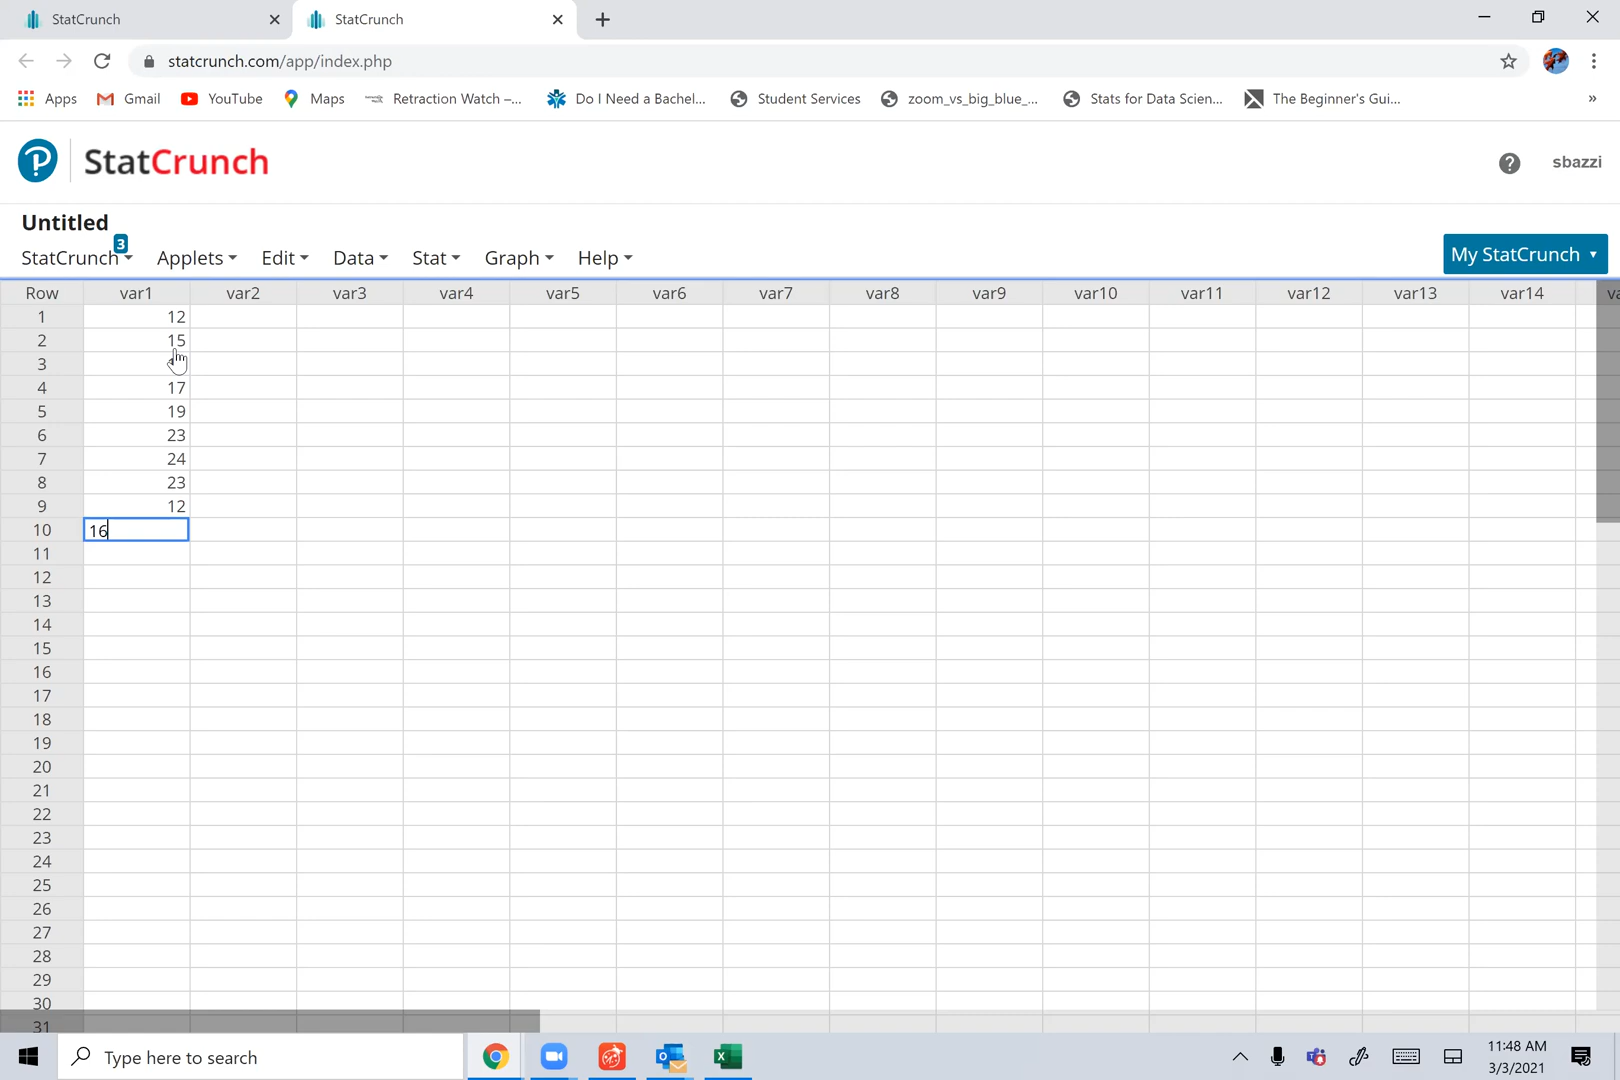 StatCrunch
StatCrunch
statcrunch.com/app/index.php
Apps Gmail YouTube Maps Retraction Watch –... Do I Need a Bachel... Student Services zoom_vs_big_blue_... Stats for Data Scien... The Beginner's Gui... »
StatCrunch
sbazzi
Untitled
StatCrunch 3 Applets Edit Data Stat Graph Help
My StatCrunch
Row var1 var2 var3 var4 var5 var6 var7 var8 var9 var10 var11 var12 var13 var14
1 12
2 15
3
4 17
5 19
6 23
7 24
8 23
9 12
10 16
11
12
13
14
15
16
17
18
19
20
21
22
23
24
25
26
27
28
29
30
31
Type here to search
11:48 AM
3/3/2021